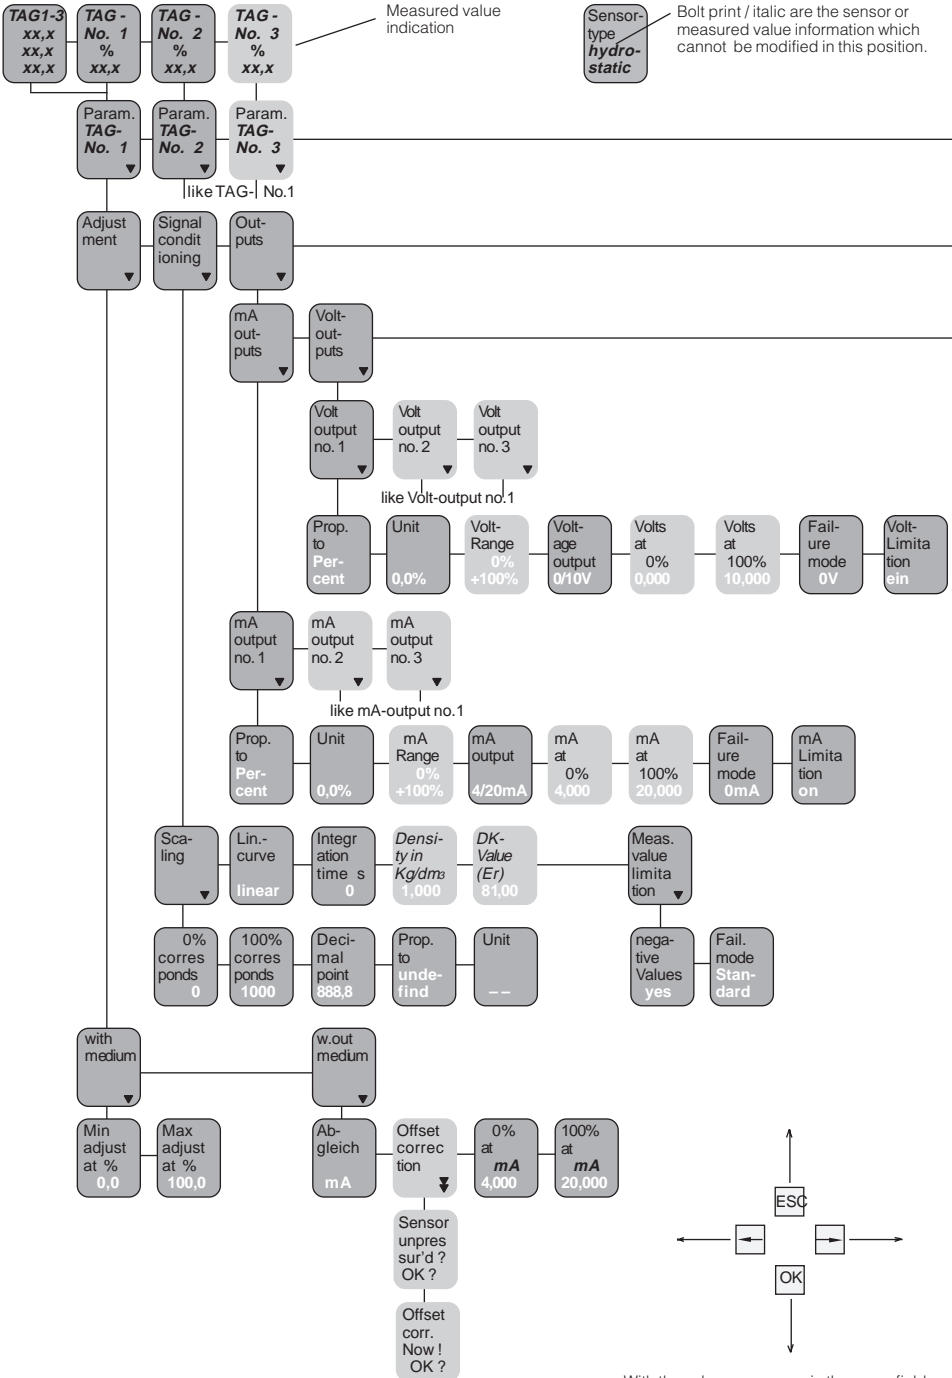 TAG1-3
xx,x
xx,x
xx,x
TAG -
No. 1
%
xx,x
TAG -
No. 2
%
xx,x
TAG -
No. 3
%
xx,x
Measured value
indication
Sensor-
type
hydro-
static
Bolt print / italic are the sensor or
measured value information which
cannot be modified in this position.
Param.
TAG-
No. 1
Param.
TAG-
No. 2
Param.
TAG-
No. 3
like TAG- No.1
Adjust
ment
Signal
condit
ioning
Out-
puts
mA
out-
puts
Volt-
out-
puts
Volt
output
no. 1
Volt
output
no. 2
Volt
output
no. 3
like Volt-output no.1
Prop.
to
Per-
cent
Unit
0,0%
Volt-
Range
0%
+100%
Volt-
age
output
0/10V
Volts
at
0%
0,000
Volts
at
100%
10,000
Fail-
ure
mode
0V
Volt-
Limita
tion
ein
mA
output
no. 1
mA
output
no. 2
mA
output
no. 3
like mA-output no.1
Prop.
to
Per-
cent
Unit
0,0%
mA
Range
0%
+100%
mA
output
4/20mA
mA
at
0%
4,000
mA
at
100%
20,000
Fail-
ure
mode
0mA
mA
Limita
tion
on
Sca-
ling
Lin.-
curve
linear
Integr
ation
time s
0
Densi-
ty in
Kg/dm3
1,000
DK-
Value
(Er)
81,00
Meas.
value
limita
tion
0%
corres
ponds
0
100%
corres
ponds
1000
Deci-
mal
point
888,8
Prop.
to
unde-
find
Unit
– –
nega-
tive
Values
yes
Fail.
mode
Stan-
dard
with
medium
w.out
medium
Min
adjust
at %
0,0
Max
adjust
at %
100,0
Ab-
gleich
mA
Offset
correc
tion
0%
at
mA
4,000
100%
at
mA
20,000
Sensor
unpres
sur'd ?
OK ?
Offset
corr.
Now !
OK ?
ESC
OK